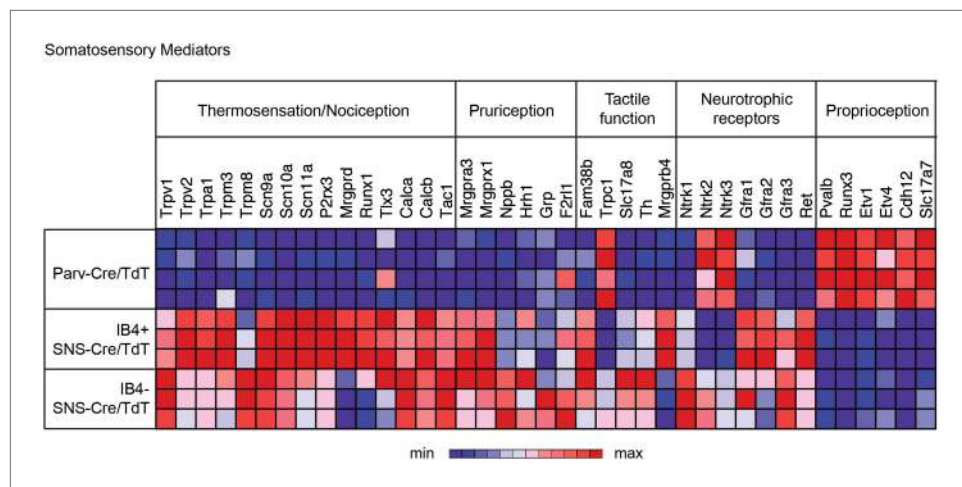 Somatosensory Mediators
Thermosensation/Nociception
Pruriception
Tactile
function
Neurotrophic
receptors
Proprioception
Trpv1
Trpv2
Trpa1
Trpm3
Trpm8
Scn9a
Scn10a
Scn11a
P2rx3
Mrgprd
Runx1
Tlx3
Calca
Calcb
Tac1
Mrgpra3
Mrgprx1
Nppb
Hrh1
Grp
F2rl1
Fam38b
Trpc1
Slc17a8
Th
Mrgprb4
Ntrk1
Ntrk2
Ntrk3
Gfra1
Gfra2
Gfra3
Ret
Pvalb
Runx3
Etv1
Etv4
Cdh12
Slc17a7
Parv-Cre/TdT
IB4+
SNS-Cre/TdT
IB4-
SNS-Cre/TdT
min max